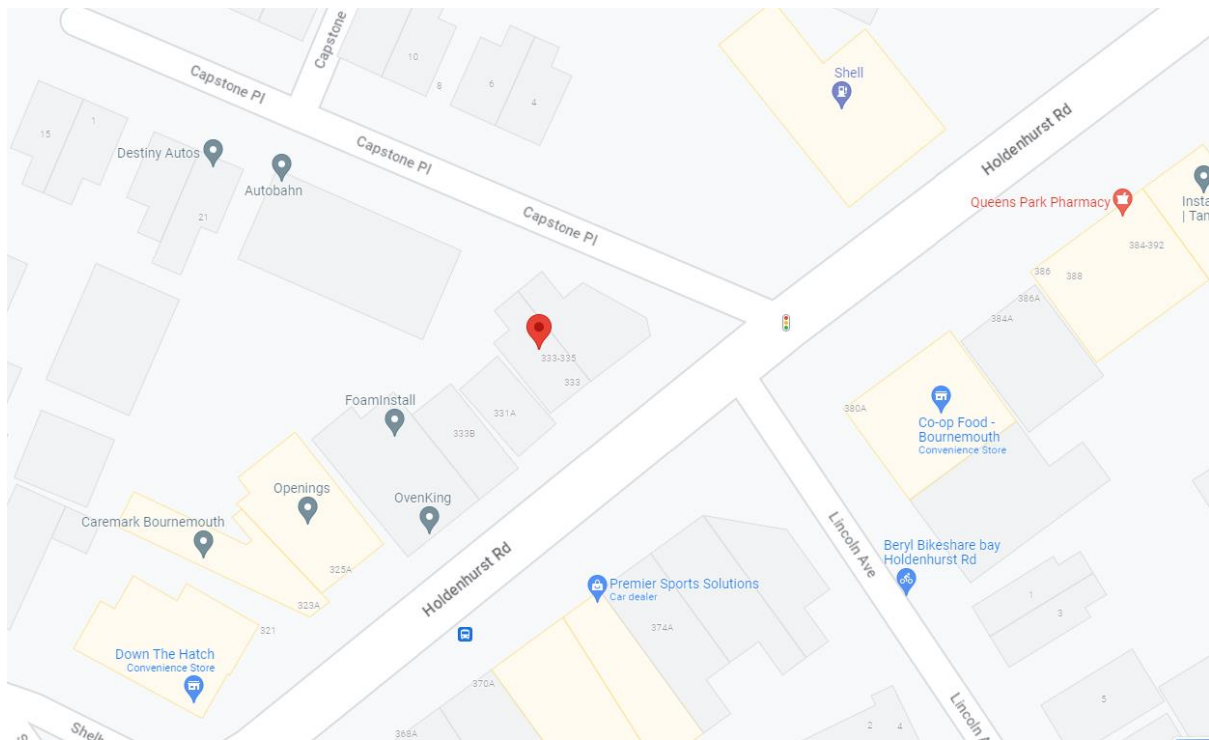 Capstone
10
8
6
4
Capstone Pl
Shell
Holdenhurst Rd
15
1
Destiny Autos
Autobahn
21
Capstone Pl
Capstone Pl
Queens Park Pharmacy
Insta
| Tan
384-392
386
388
386A
384A
333-335
333
331A
FoamInstall
333B
380A
Co-op Food -
Bournemouth
Convenience Store
Openings
OvenKing
Caremark Bournemouth
325A
323A
321
Holdenhurst Rd
Lincoln Ave
Beryl Bikeshare bay
Holdenhurst Rd
1
3
Premier Sports Solutions
Car dealer
374A
Down The Hatch
Convenience Store
370A
368A
2
4
5
Lincoln A
Shelb